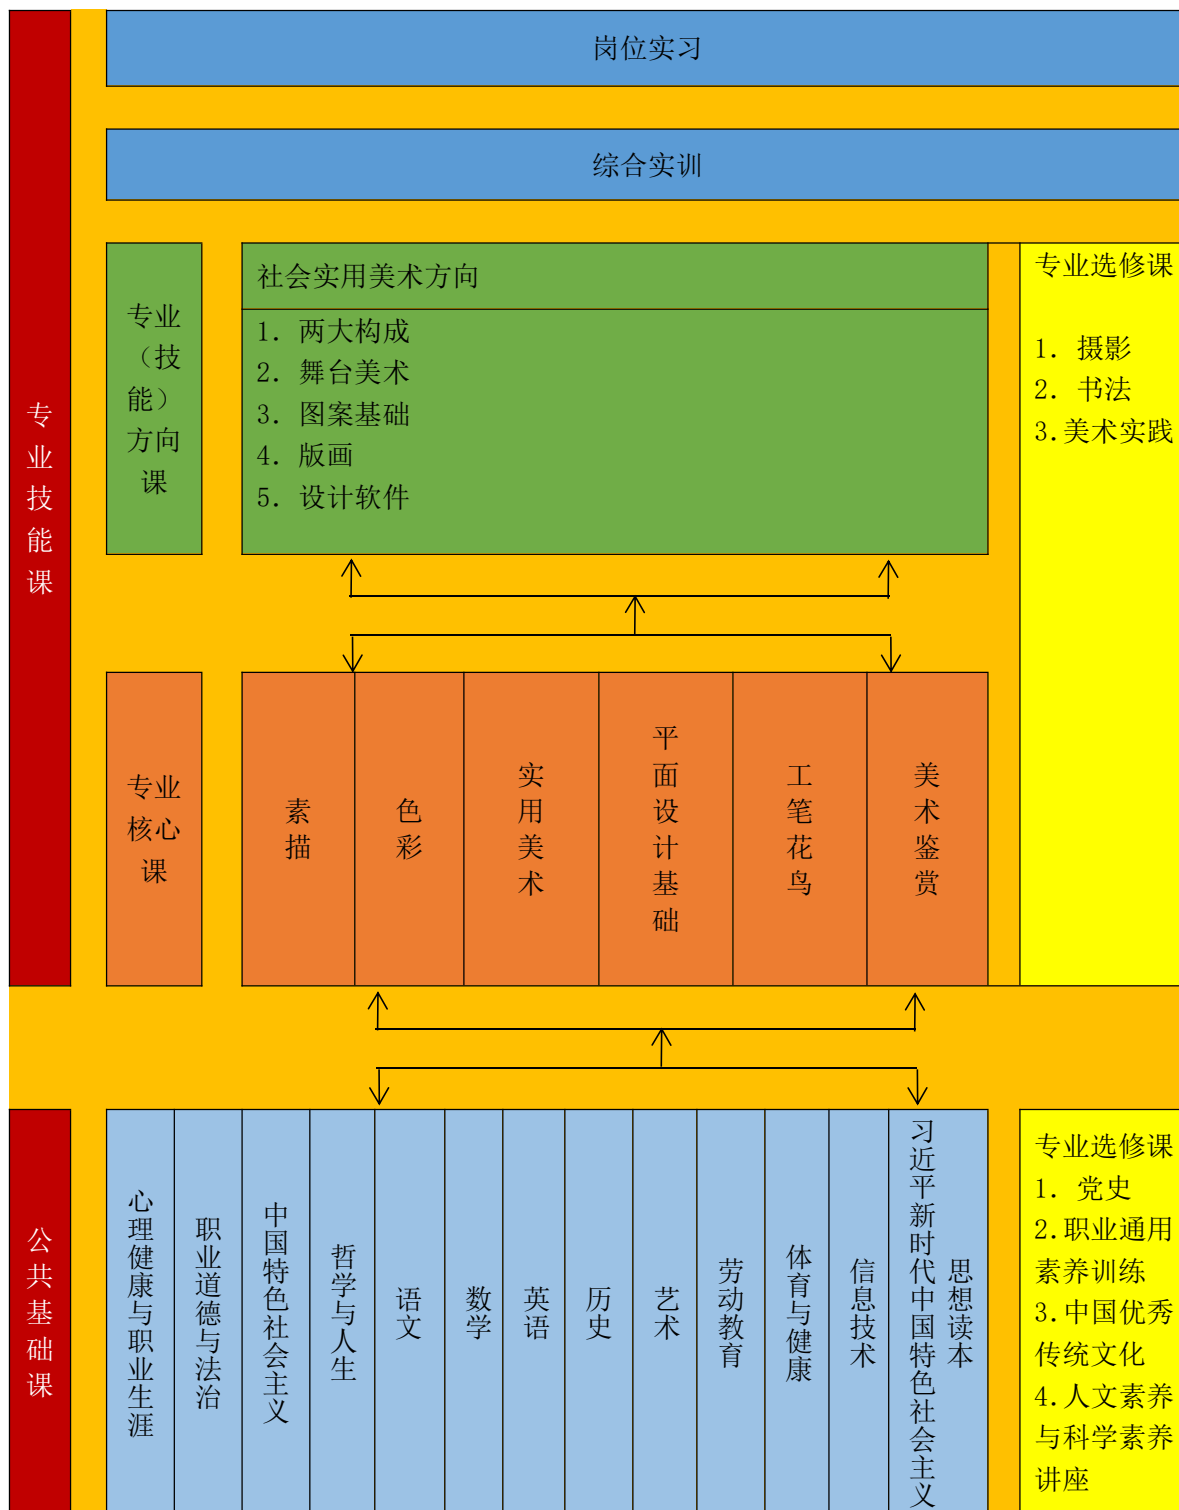 岗位实习
综合实训
专业技能课
专业
（技
能）
方向
课
社会实用美术方向
1. 两大构成
2. 舞台美术
3. 图案基础
4. 版画
5. 设计软件
专业选修课
1. 摄影
2. 书法
3.美术实践
专业
核心
课
素描
色彩
实用美术
平面设计基础
工笔花鸟
美术鉴赏
公共基础课
心理健康与职业生涯
职业道德与法治
中国特色社会主义
哲学与人生
语文
数学
英语
历史
艺术
劳动教育
体育与健康
信息技术
习近平新时代中国特色社会主义
思想读本
专业选修课
1. 党史
2.职业通用
素养训练
3.中国优秀
传统文化
4.人文素养
与科学素养
讲座